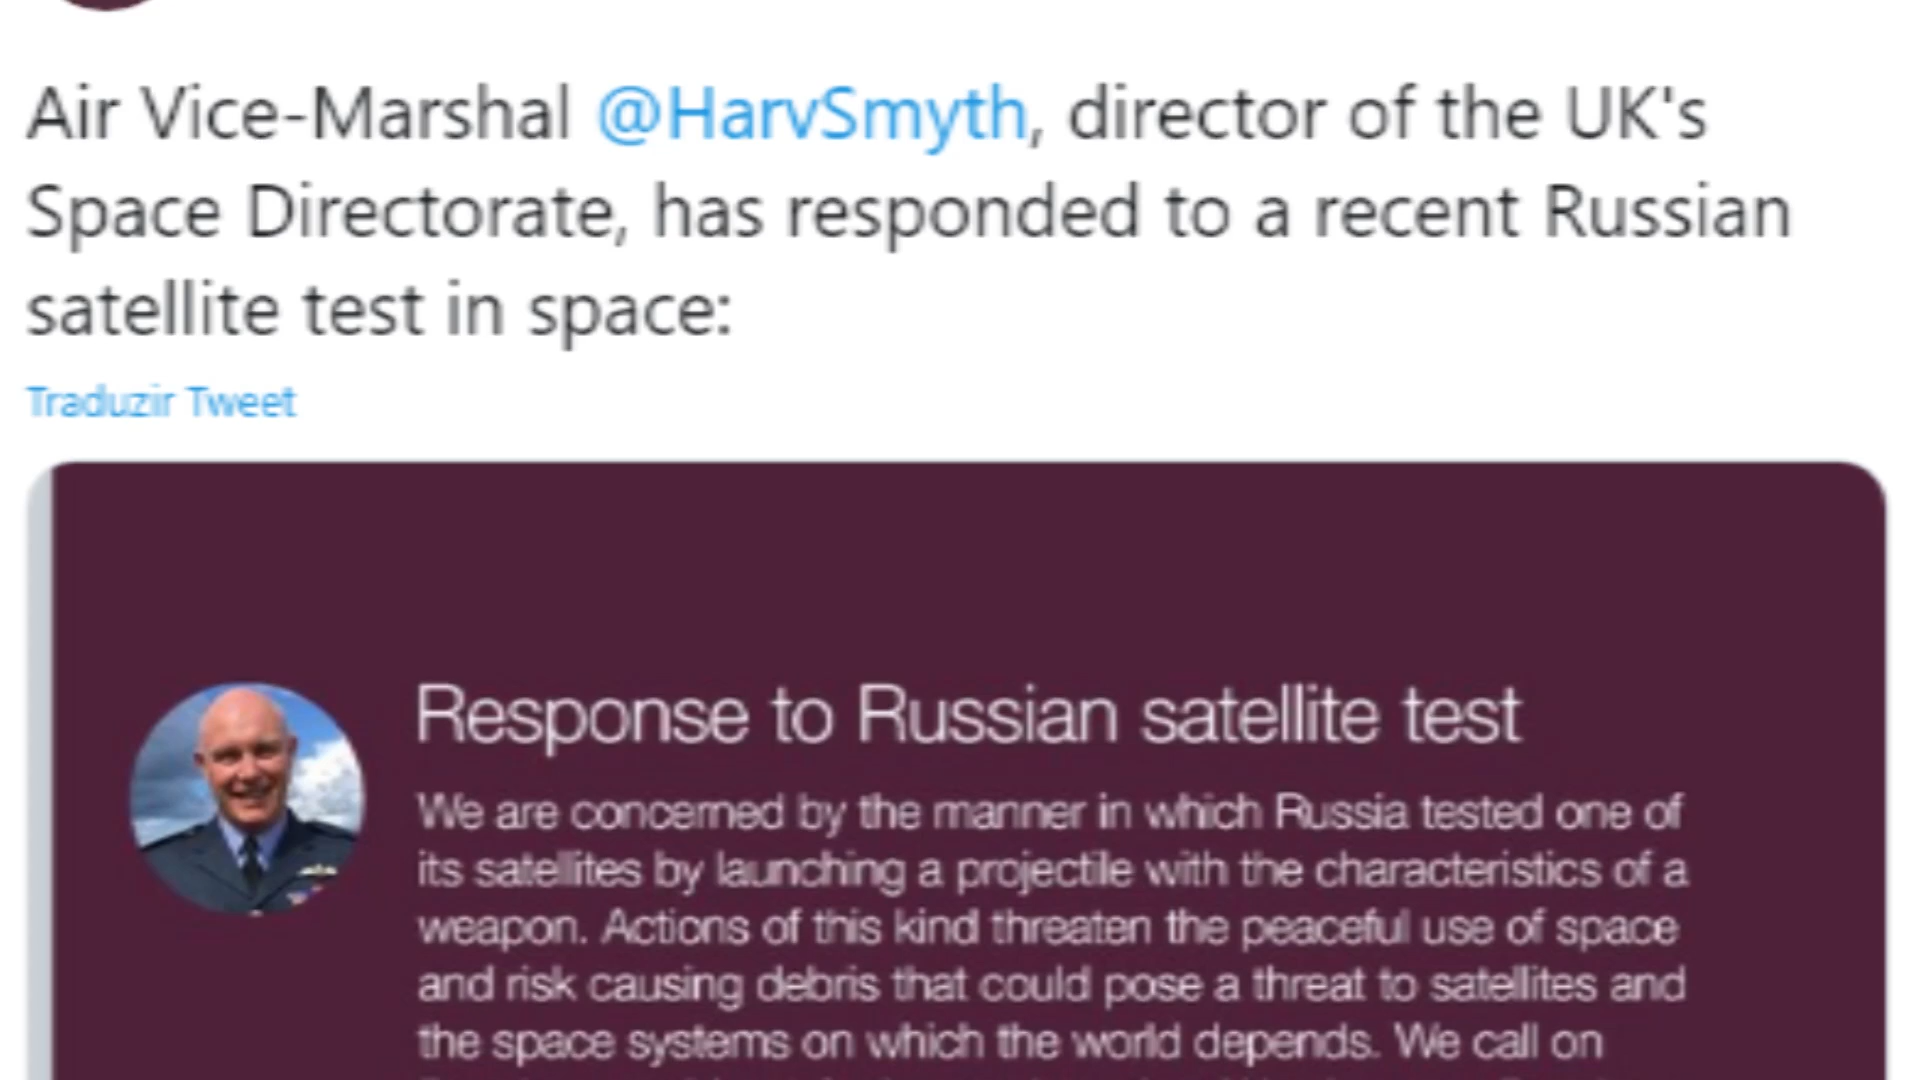 Air Vice-Marshal @HarvSmyth, director of the UK's
Space Directorate, has responded to a recent Russian
satellite test in space:
Traduzir Tweet
Response to Russian satellite test
We are concerned by the manner in which Russia tested one of
its satellites by launching a projectile with the characteristics of a
weapon. Actions of this kind threaten the peaceful use of space
and risk causing debris that could pose a threat to satellites and
the space systems on which the world depends. We call on